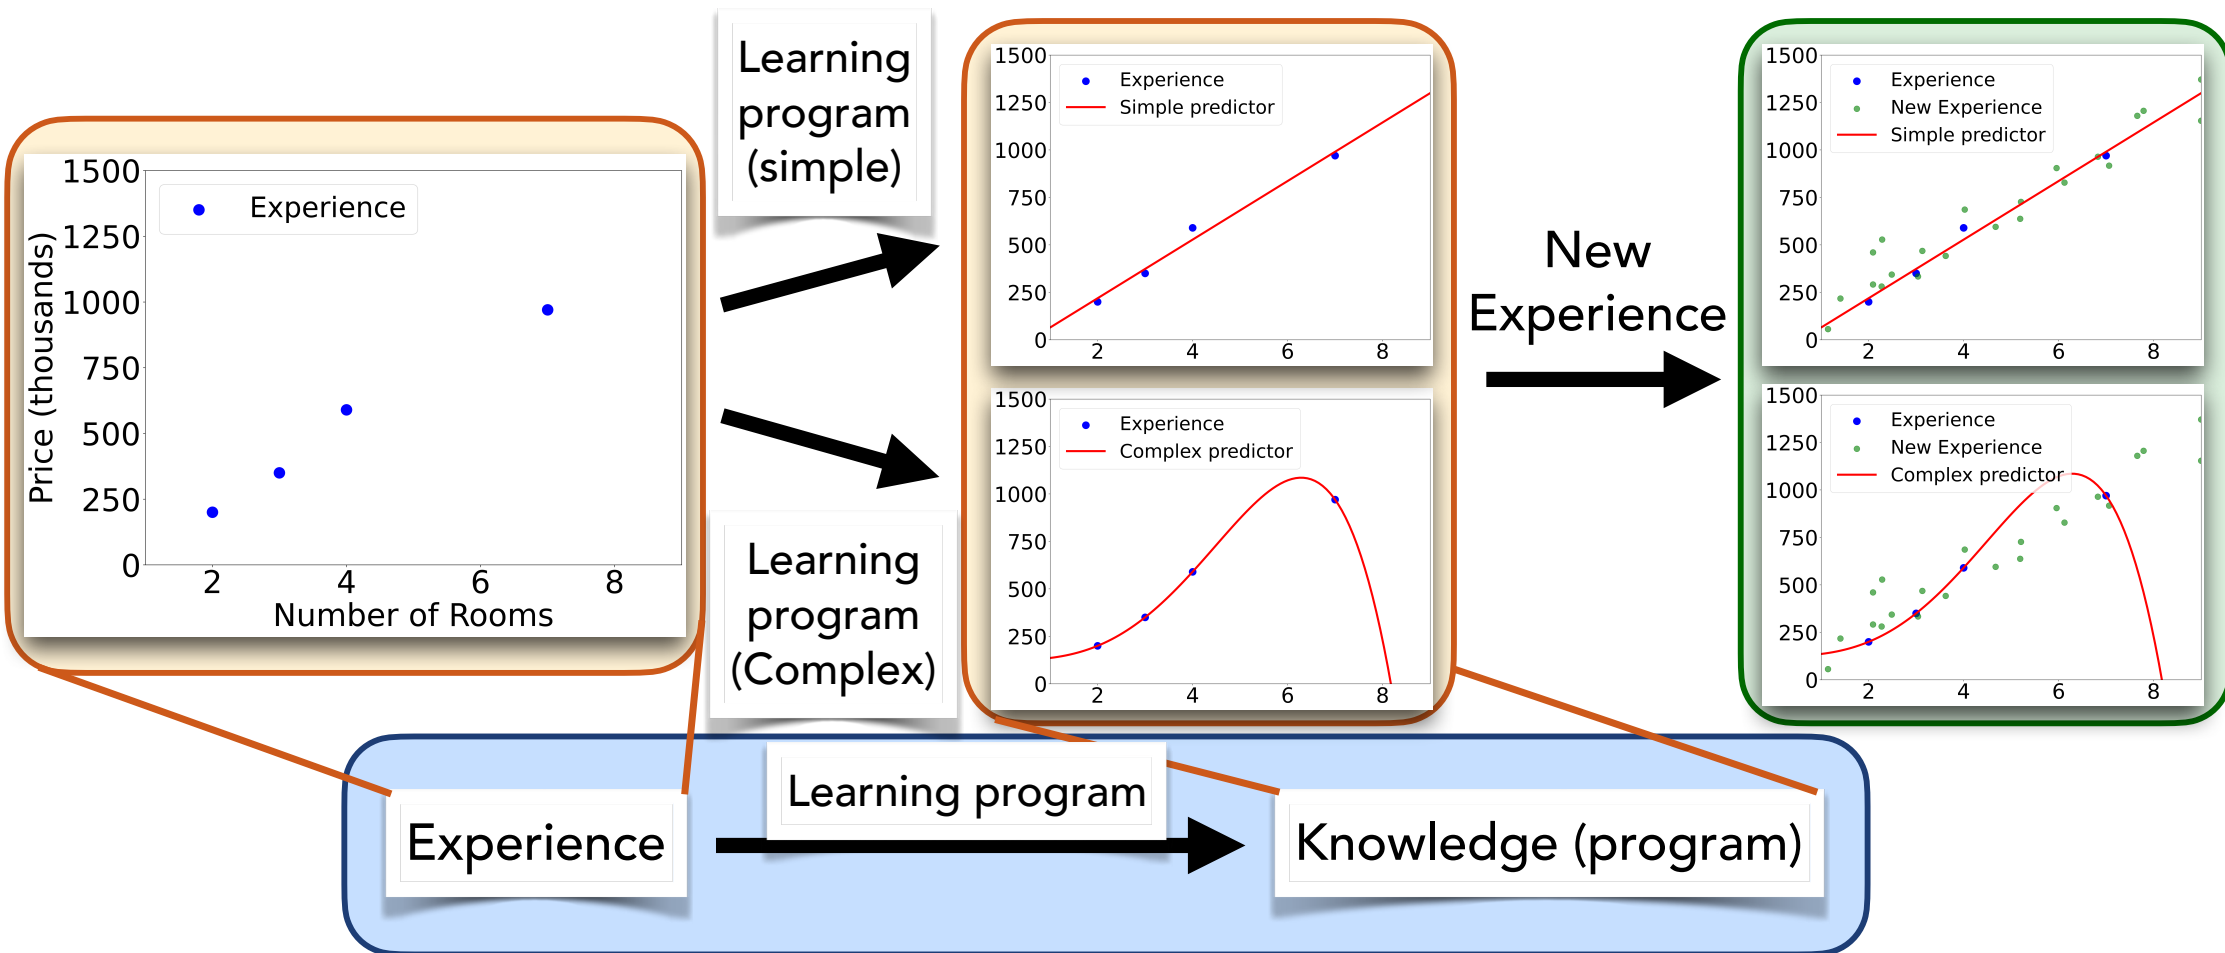 1500
1250
1000
750
500
250
0
Price (thousands)
Experience
2 4 6 8
Number of Rooms
Learning
program
(simple)
Learning
program
(Complex)
1500
1250
1000
750
500
250
0
Experience
Simple predictor
2 4 6 8
1500
1250
1000
750
500
250
0
Experience
Complex predictor
2 4 6 8
New
Experience
1500
1250
1000
750
500
250
0
Experience
New Experience
Simple predictor
2 4 6 8
1500
1250
1000
750
500
250
0
Experience
New Experience
Complex predictor
2 4 6 8
Experience
Learning program
Knowledge (program)